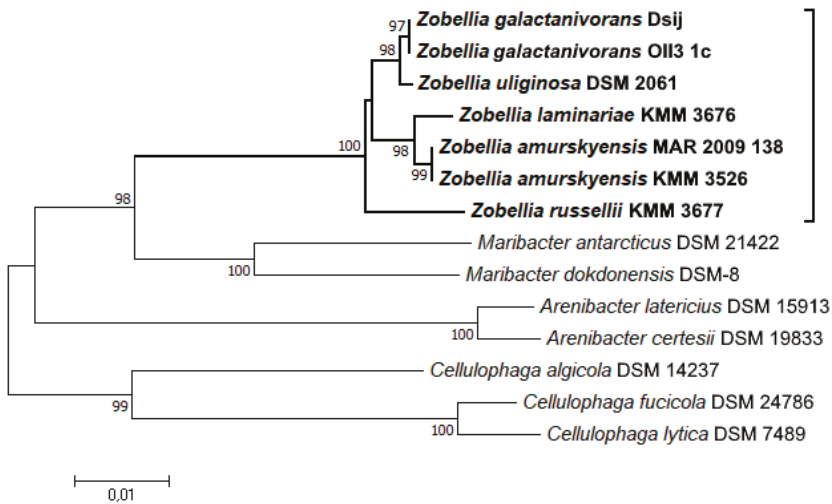 97
Zobellia galactanivorans Dsij
Zobellia galactanivorans OII3 1c
98
Zobellia uliginosa DSM 2061
Zobellia laminariae KMM 3676
100
98
Zobellia amurskyensis MAR 2009 138
99
Zobellia amurskyensis KMM 3526
98
Zobellia russellii KMM 3677
Maribacter antarcticus DSM 21422
100
Maribacter dokdonensis DSM-8
Arenibacter latericius DSM 15913
100
Arenibacter certesii DSM 19833
Cellulophaga algicola DSM 14237
99
Cellulophaga fucicola DSM 24786
100
Cellulophaga lytica DSM 7489
0,01